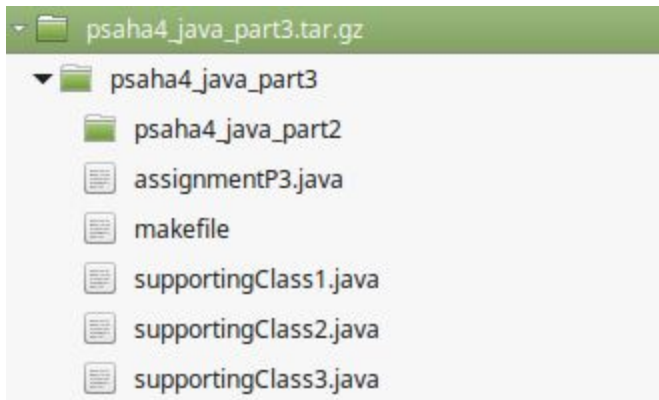 psaha4_java_part3.tar.gz
psaha4_java_part3
psaha4_java_part2
assignmentP3.java
makefile
supportingClass1.java
supportingClass2.java
supportingClass3.java